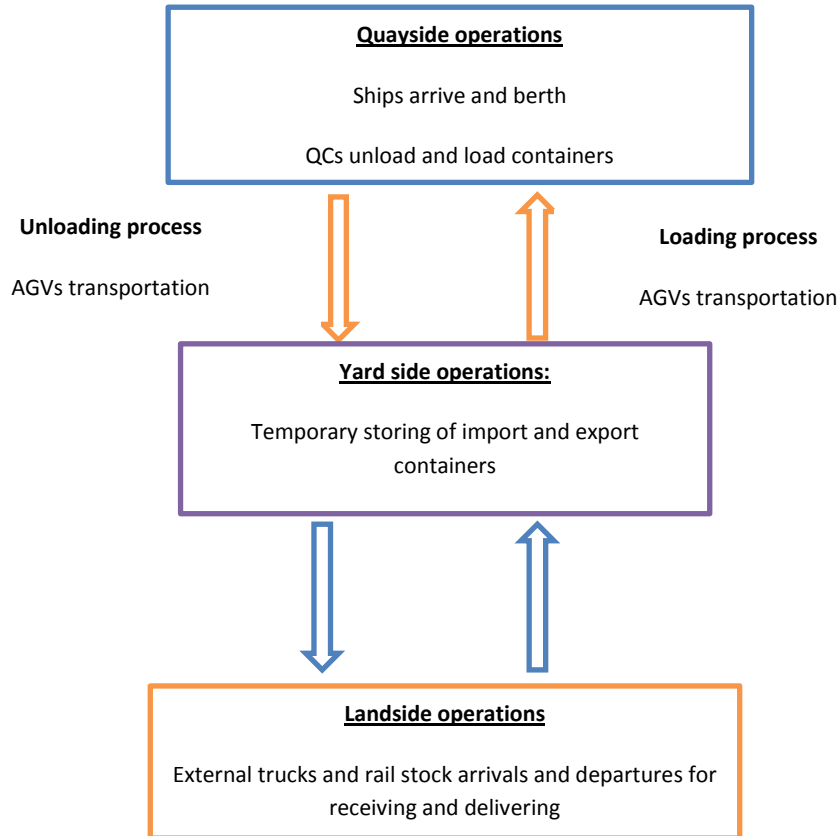 Quayside operations
Ships arrive and berth
QCs unload and load containers
Unloading process
AGVs transportation
Loading process
AGVs transportation
Yard side operations:
Temporary storing of import and export
containers
Landside operations
External trucks and rail stock arrivals and departures for
receiving and delivering